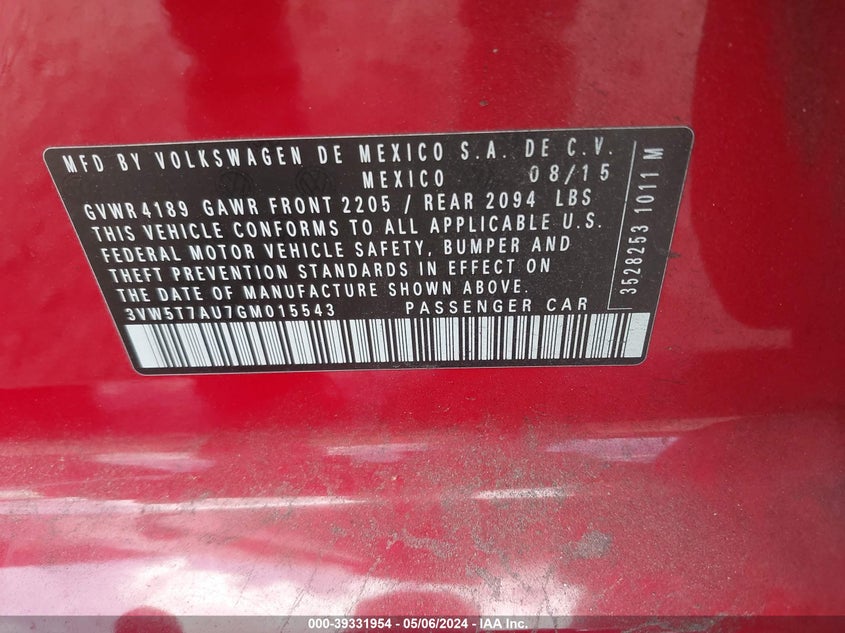 MFD BY VOLKSWAGEN DE MEXICO S.A. DE C.V.
MEXICO 08/15
GVWR 4189 GAWR FRONT 2205 / REAR 2094 LBS
THIS VEHICLE CONFORMS TO ALL APPLICABLE U.S.
FEDERAL MOTOR VEHICLE SAFETY, BUMPER AND
THEFT PREVENTION STANDARDS IN EFFECT ON
THE DATE OF MANUFACTURE SHOWN ABOVE.
3VW5T7AU7GM015543 PASSENGER CAR
3528253 1011 M
000-39331954 - 05/06/2024 - IAA Inc.